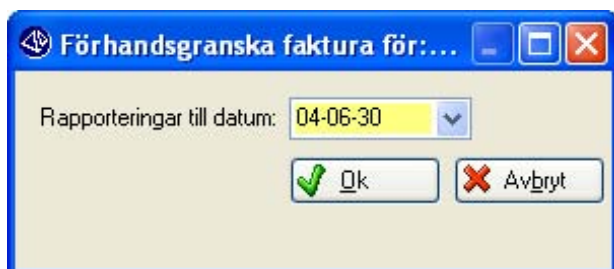 Förhandsgranska faktura för:...
Rapporteringar till datum: 04-06-30
Ok Avbryt